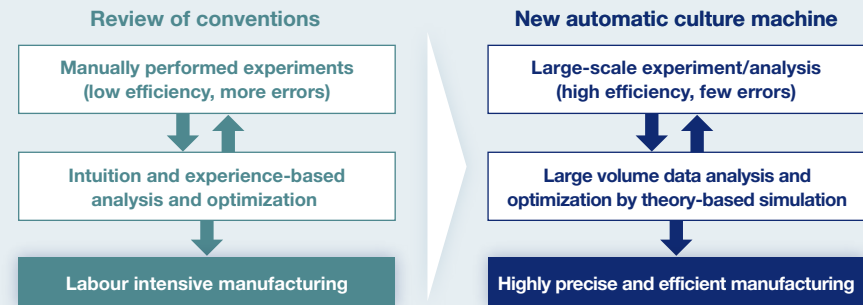 Review of conventions
Manually performed experiments
(low efficiency, more errors)
Intuition and experience-based
analysis and optimization
Labour intensive manufacturing
New automatic culture machine
Large-scale experiment/analysis
(high efficiency, few errors)
Large volume data analysis and
optimization by theory-based simulation
Highly precise and efficient manufacturing